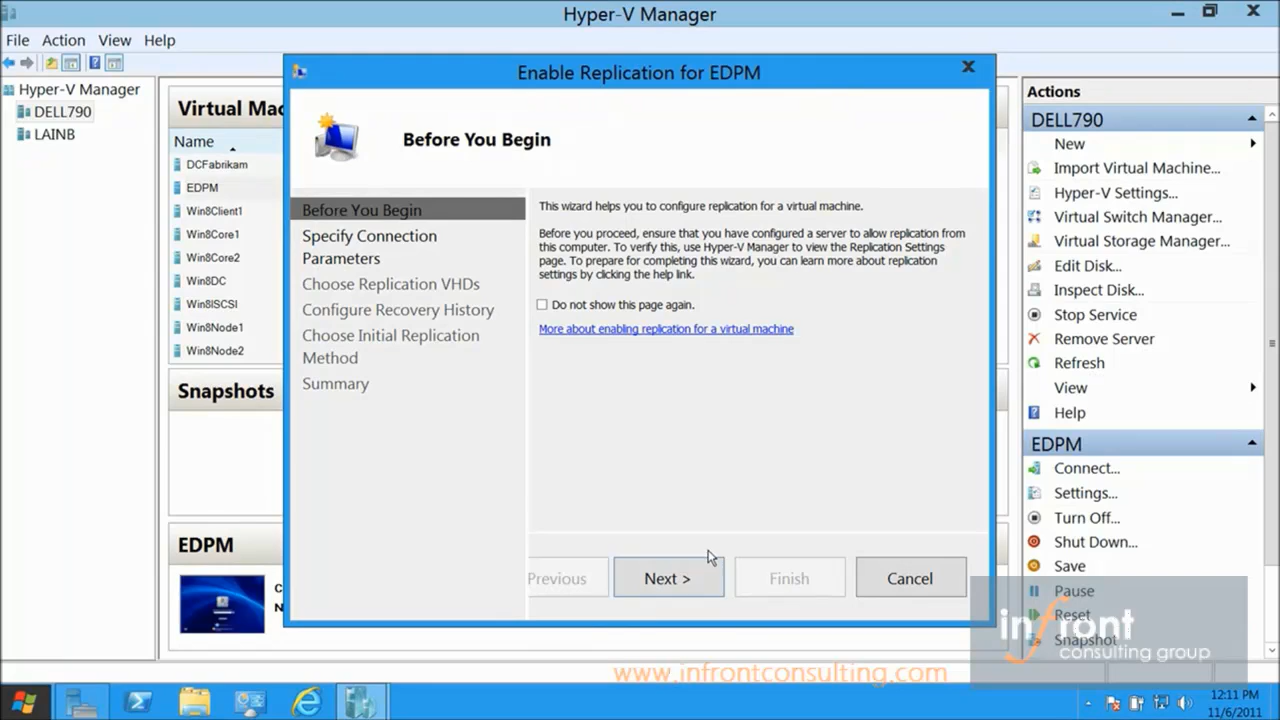 Hyper-V Manager
File Action View Help
Hyper-V Manager
DELL790
LAINB
Virtual Mac
Name
DCFabrikam
EDPM
Win8Client1
Win8Core1
Win8Core2
Win8DC
Win8ISCSI
Win8Node1
Win8Node2
Snapshots
EDPM
C
N
Enable Replication for EDPM
Before You Begin
Before You Begin
Specify Connection
Parameters
Choose Replication VHDs
Configure Recovery History
Choose Initial Replication
Method
Summary
This wizard helps you to configure replication for a virtual machine.
Before you proceed, ensure that you have configured a server to allow replication from
this computer. To verify this, use Hyper-V Manager to view the Replication Settings
page. To prepare for completing this wizard, you can learn more about replication
settings by clicking the help link.
Do not show this page again.
More about enabling replication for a virtual machine
Previous Next > Finish Cancel
Actions
DELL790
New
Import Virtual Machine...
Hyper-V Settings...
Virtual Switch Manager...
Virtual Storage Manager...
Edit Disk...
Inspect Disk...
Stop Service
Remove Server
Refresh
View
Help
EDPM
Connect...
Settings...
Turn Off...
Shut Down...
Save
Pause
Reset
Snapshot
infront
consulting group
www.infrontconsulting.com
12:11 PM
11/6/2011